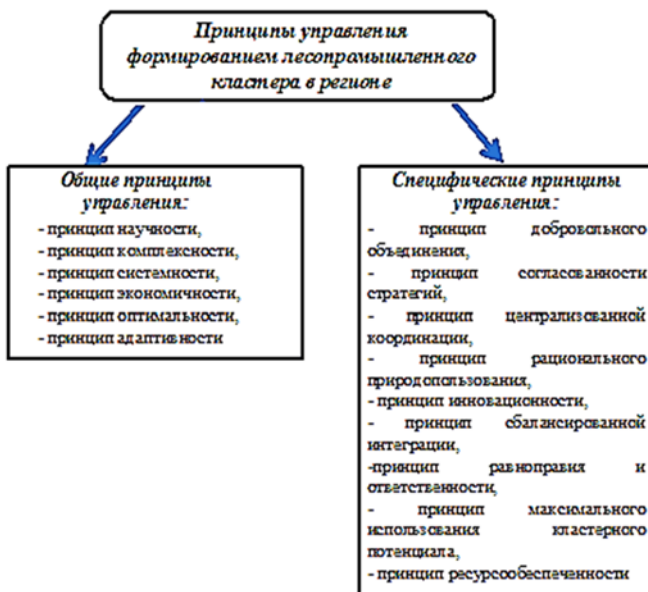 Принципы управления
формированием лесопромышленного
кластера в регионе
Общие принципы
управления:
- принцип научности,
- принцип комплексности,
- принцип системности,
- принцип экономичности,
- принцип оптимальности,
- принцип адаптивности
Специфические принципы
управления:
- принцип добровольного
объединения,
- принцип согласованности
стратегий,
- принцип централизованной
координации,
- принцип рационального
природопользования,
- принцип инновационности,
- принцип сбалансированной
интеграции,
-принцип равноправия и
ответственности,
- принцип максимального
использования кластерного
потенциала,
- принцип ресурсообеспеченности